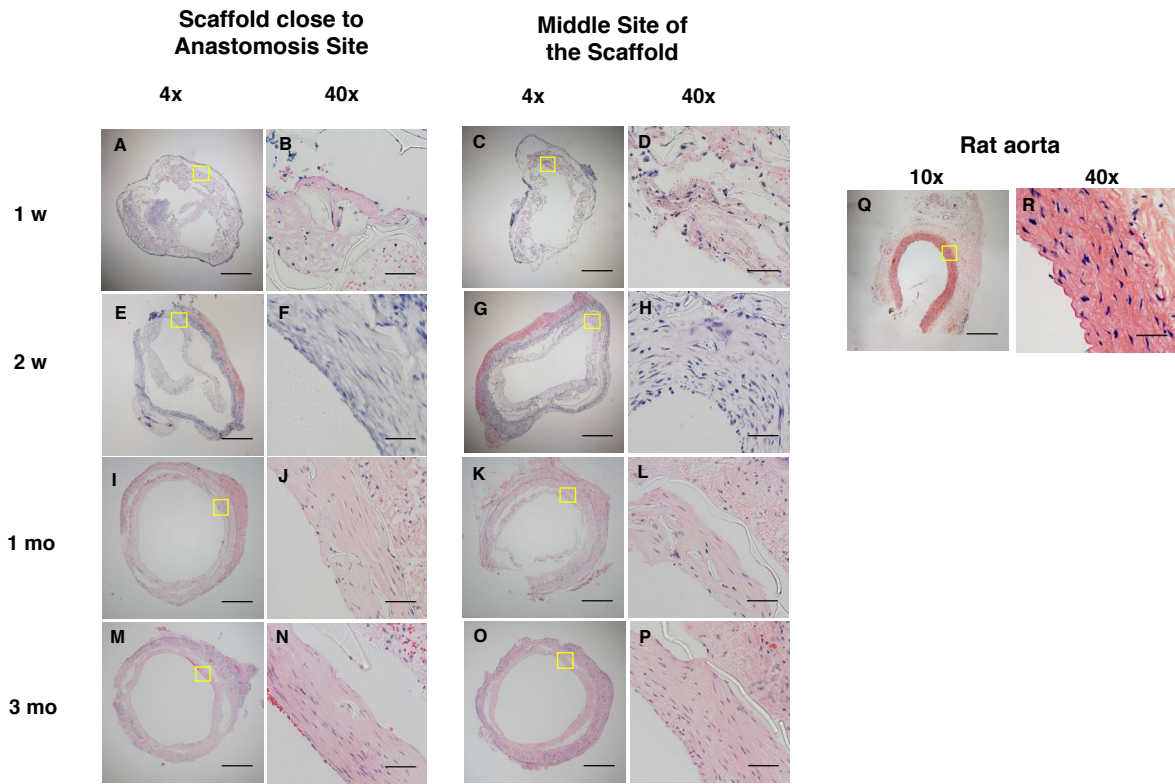 Scaffold close to
Anastomosis Site
Middle Site of
the Scaffold
4x
40x
4x
40x
Rat aorta
10x
40x
1 w
A
B
C
D
Q
R
2 w
E
F
G
H
1 mo
I
J
K
L
3 mo
M
N
O
P